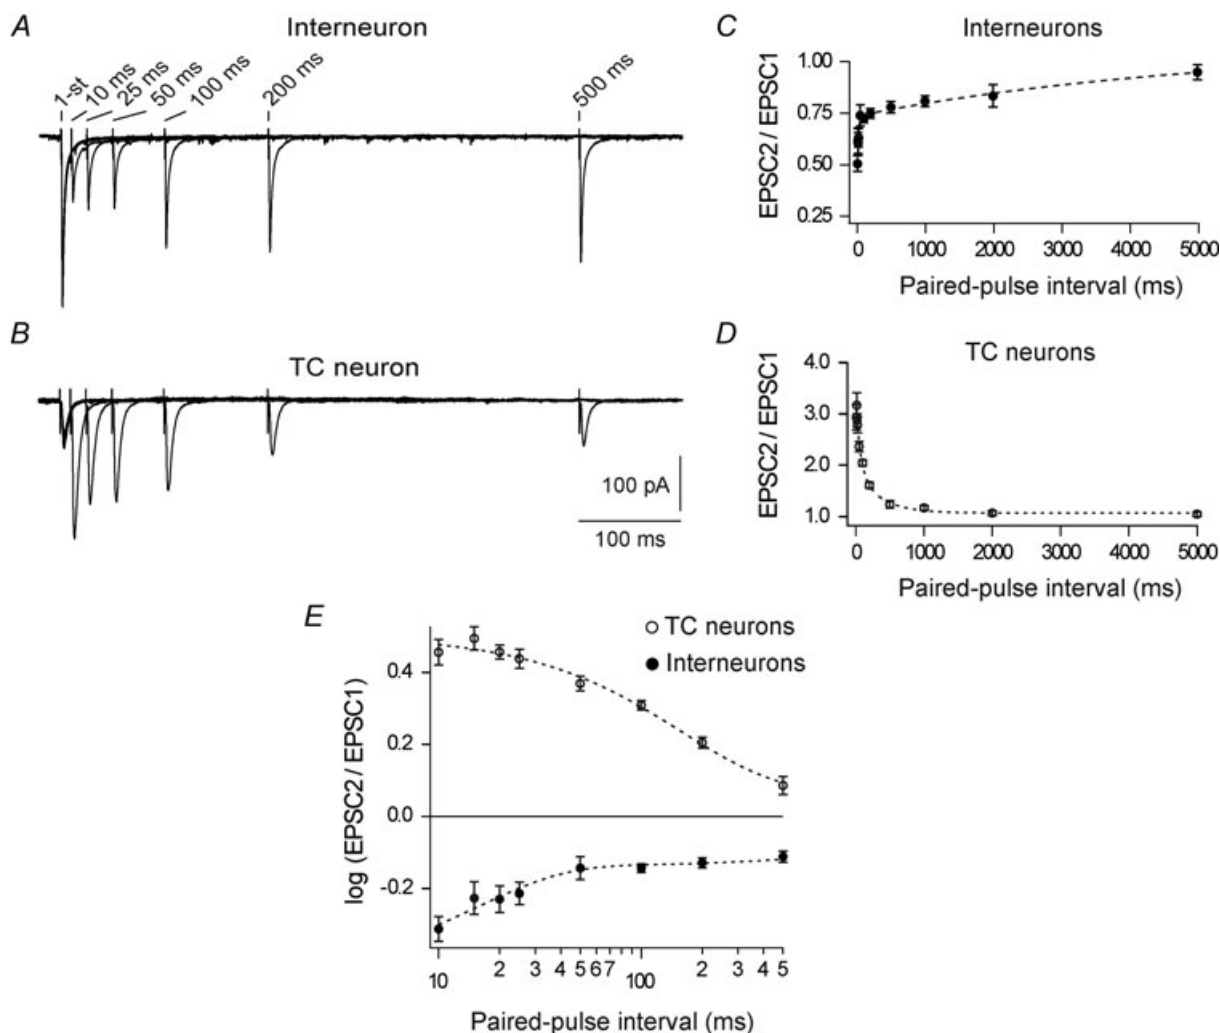 A
Interneuron
1-st
10 ms
25 ms
50 ms
100 ms
200 ms
500 ms
B
TC neuron
100 pA
100 ms
C
Interneurons
EPSC2 / EPSC1
1.00
0.75
0.50
0.25
0 1000 2000 3000 4000 5000
Paired-pulse interval (ms)
D
TC neurons
EPSC2 / EPSC1
4.0
3.0
2.0
1.0
0 1000 2000 3000 4000 5000
Paired-pulse interval (ms)
E
TC neurons
Interneurons
log (EPSC2 / EPSC1)
0.4
0.2
0.0
-0.2
10 2 3 4 5 6 7 100 2 3 4 5
Paired-pulse interval (ms)